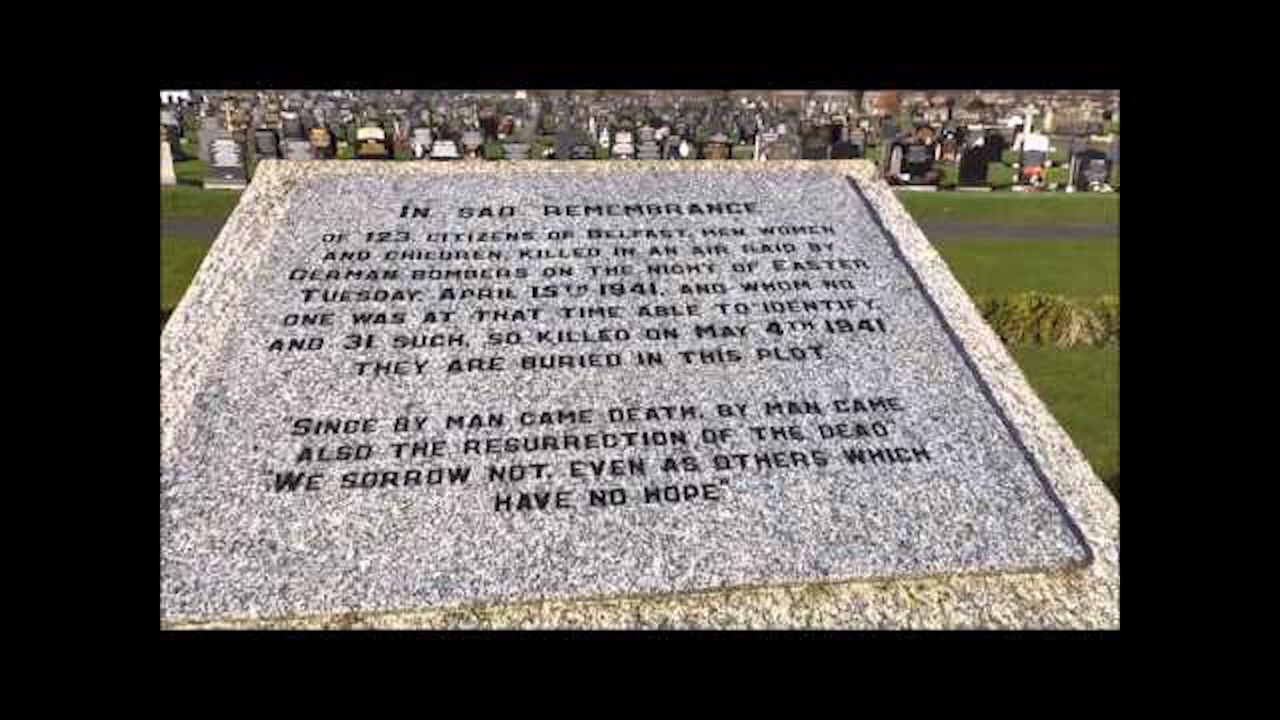 IN SAD REMEMBRANCE
OF 123 CITIZENS OF BELFAST, MEN WOMEN
AND CHILDREN, KILLED IN AN AIR RAID BY
GERMAN BOMBERS ON THE NIGHT OF EASTER
TUESDAY, APRIL 15TH 1941, AND WHOM NO
ONE WAS AT THAT TIME ABLE TO IDENTIFY,
AND 31 SUCH, SO KILLED ON MAY 4TH 1941
THEY ARE BURIED IN THIS PLOT.
"SINCE BY MAN CAME DEATH, BY MAN CAME
ALSO THE RESURRECTION OF THE DEAD"
"WE SORROW NOT, EVEN AS OTHERS WHICH
HAVE NO HOPE"